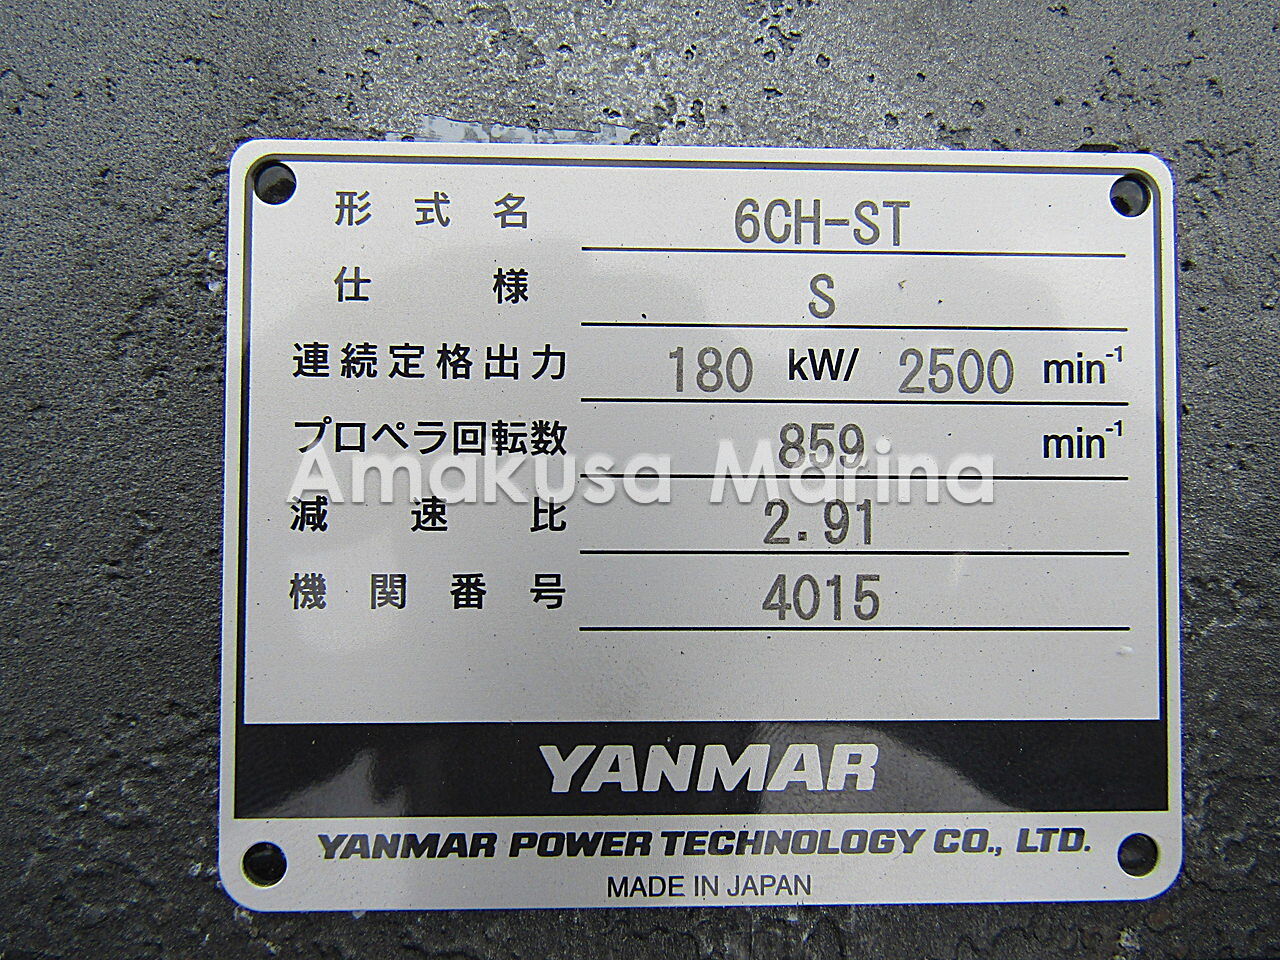 形式名 6CH-ST
仕様 S
連続定格出力 180 kW/ 2500 min-1
プロペラ回転数 859 min-1
Amakusa Marina
減速比 2.91
機関番号 4015
YANMAR
YANMAR POWER TECHNOLOGY CO., LTD.
MADE IN JAPAN